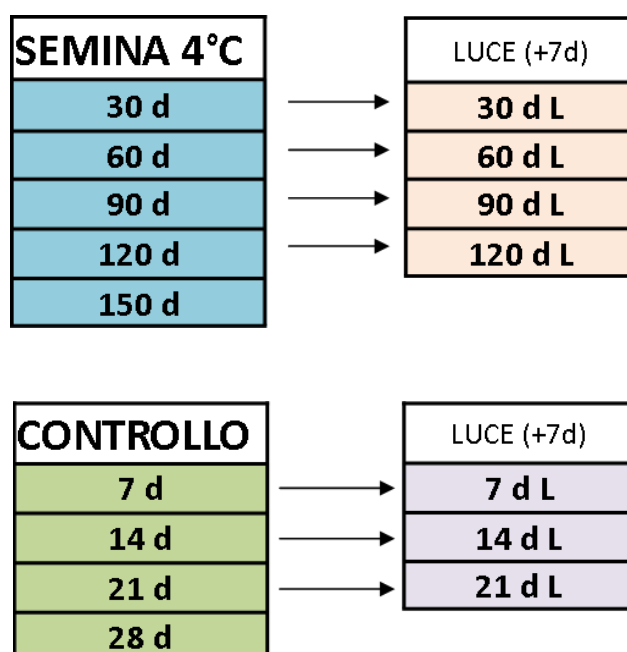 SEMINA 4°C
LUCE (+7d)
30 d
30 d L
60 d
60 d L
90 d
90 d L
120 d
120 d L
150 d
CONTROLLO
LUCE (+7d)
7 d
7 d L
14 d
14 d L
21 d
21 d L
28 d